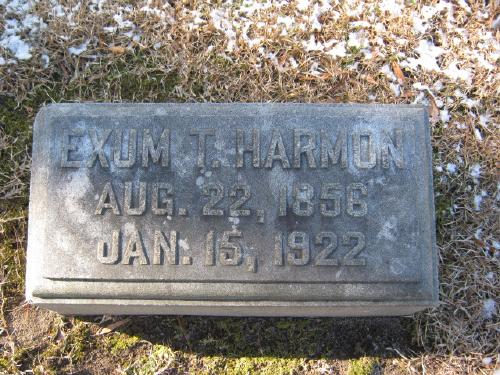 EXUM T. HARMON
AUG. 22, 1856
JAN. 15, 1922